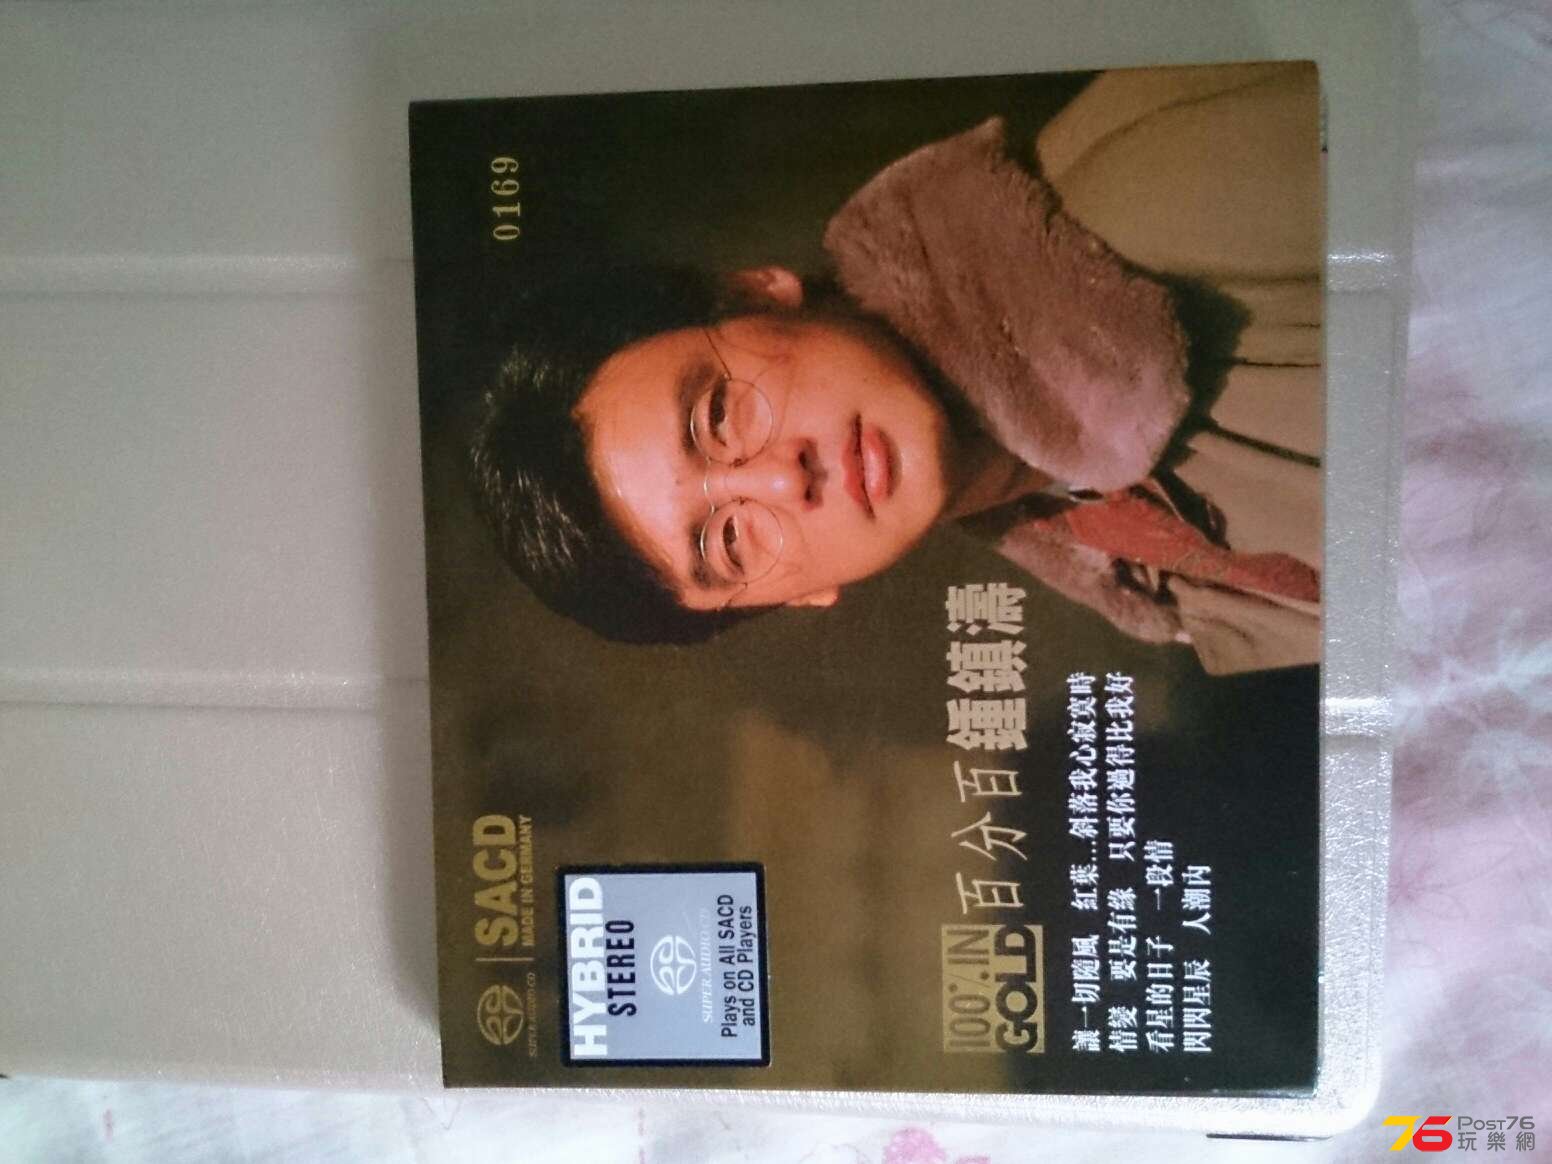 SUPER AUDIO CD
SACD
MADE IN GERMANY
0169
HYBRID
STEREO
SUPER AUDIO CD
Plays on All SACD
and CD Players
100% IN
GOLD
百分百鍾鎮濤
讓一切隨風 紅葉...斜落我心寂寞時
情變 要是有緣 只要你過得比我好
看星的日子 一段情
閃閃星辰 人潮內
76 POST76
玩樂網